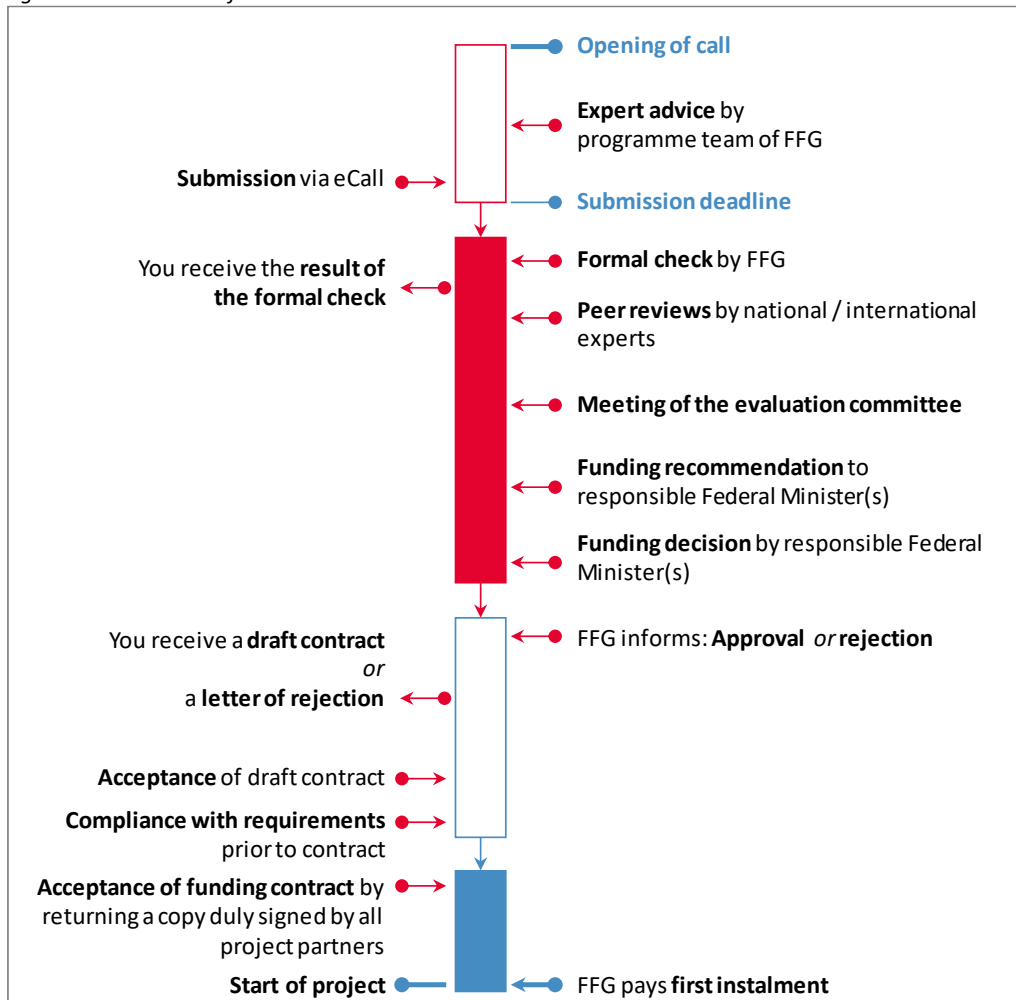 Opening of call
Expert advice by
programme team of FFG
Submission via eCall
Submission deadline
Formal check by FFG
You receive the result of
the formal check
Peer reviews by national / international
experts
Meeting of the evaluation committee
Funding recommendation to
responsible Federal Minister(s)
Funding decision by responsible Federal
Minister(s)
FFG informs: Approval or rejection
You receive a draft contract
or
a letter of rejection
Acceptance of draft contract
Compliance with requirements
prior to contract
Acceptance of funding contract by
returning a copy duly signed by all
project partners
Start of project
FFG pays first instalment